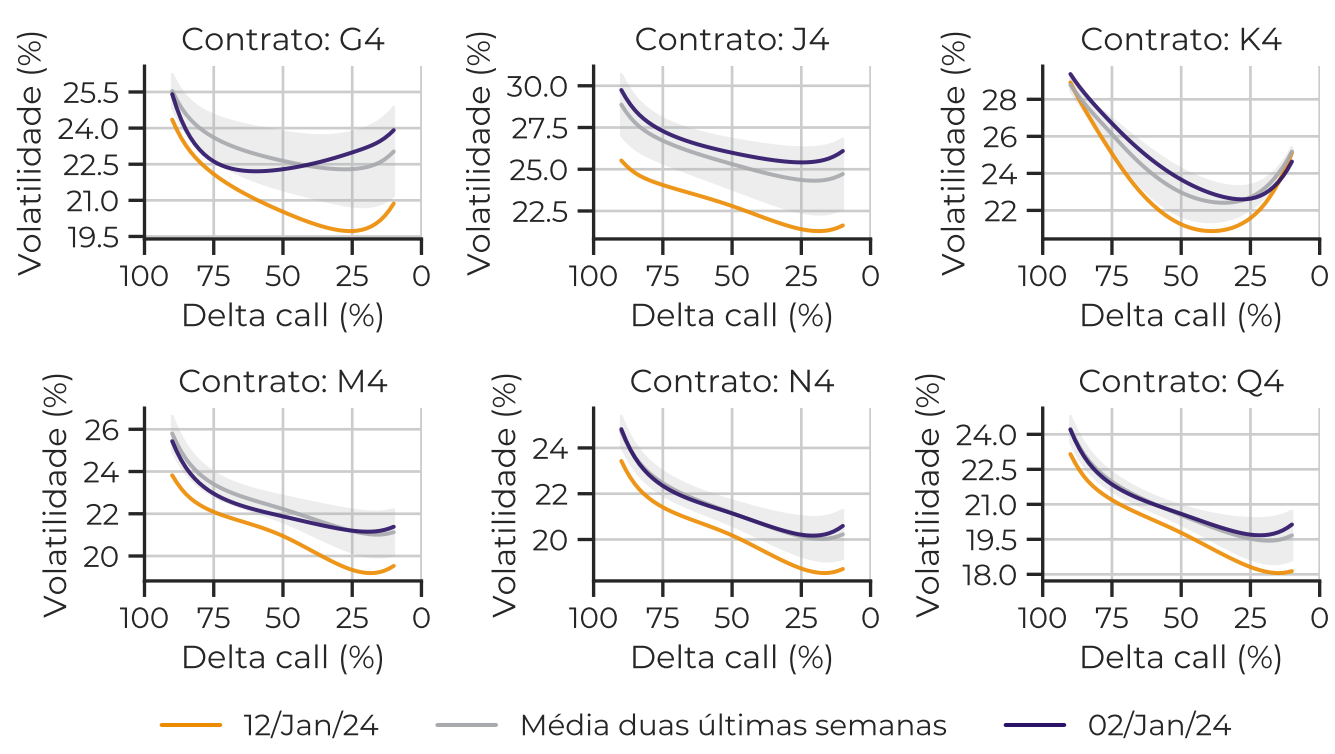 Contrato: G4
Volatilidade (%)
25.5
24.0
22.5
21.0
19.5
100 75 50 25 0
Delta call (%)
Contrato: J4
Volatilidade (%)
30.0
27.5
25.0
22.5
100 75 50 25 0
Delta call (%)
Contrato: K4
Volatilidade (%)
28
26
24
22
100 75 50 25 0
Delta call (%)
Contrato: M4
Volatilidade (%)
26
24
22
20
100 75 50 25 0
Delta call (%)
Contrato: N4
Volatilidade (%)
24
22
20
100 75 50 25 0
Delta call (%)
Contrato: Q4
Volatilidade (%)
24.0
22.5
21.0
19.5
18.0
100 75 50 25 0
Delta call (%)
12/Jan/24 Média duas últimas semanas 02/Jan/24